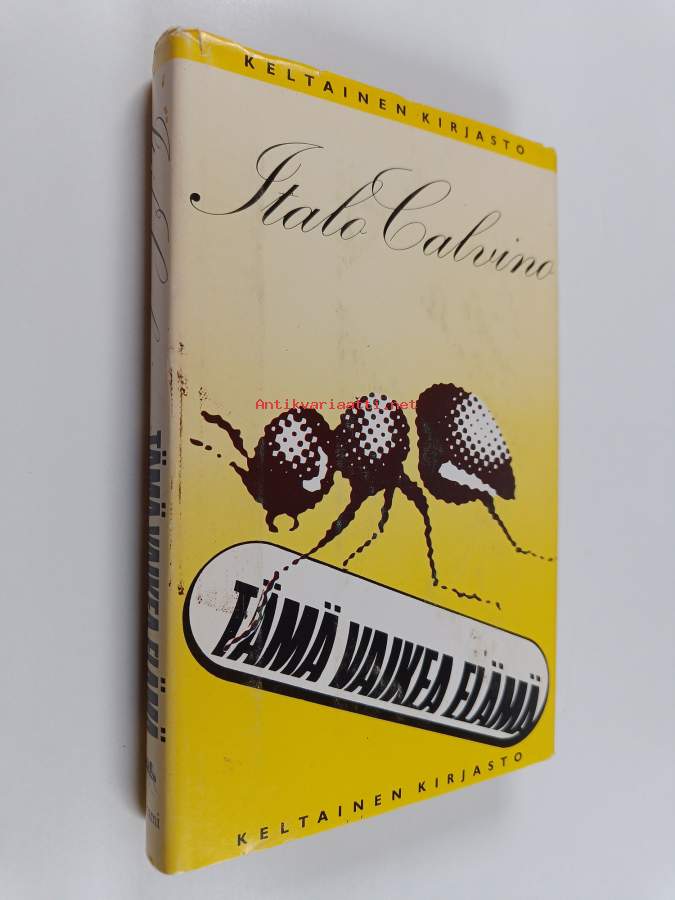 KELTAINEN KIRJASTO
Italo Calvino
Antikvariaatti.net
TÄMÄ VAIKEA ELÄMÄ
KELTAINEN KIRJASTO
TÄMÄ VAIKEA ELÄMÄ